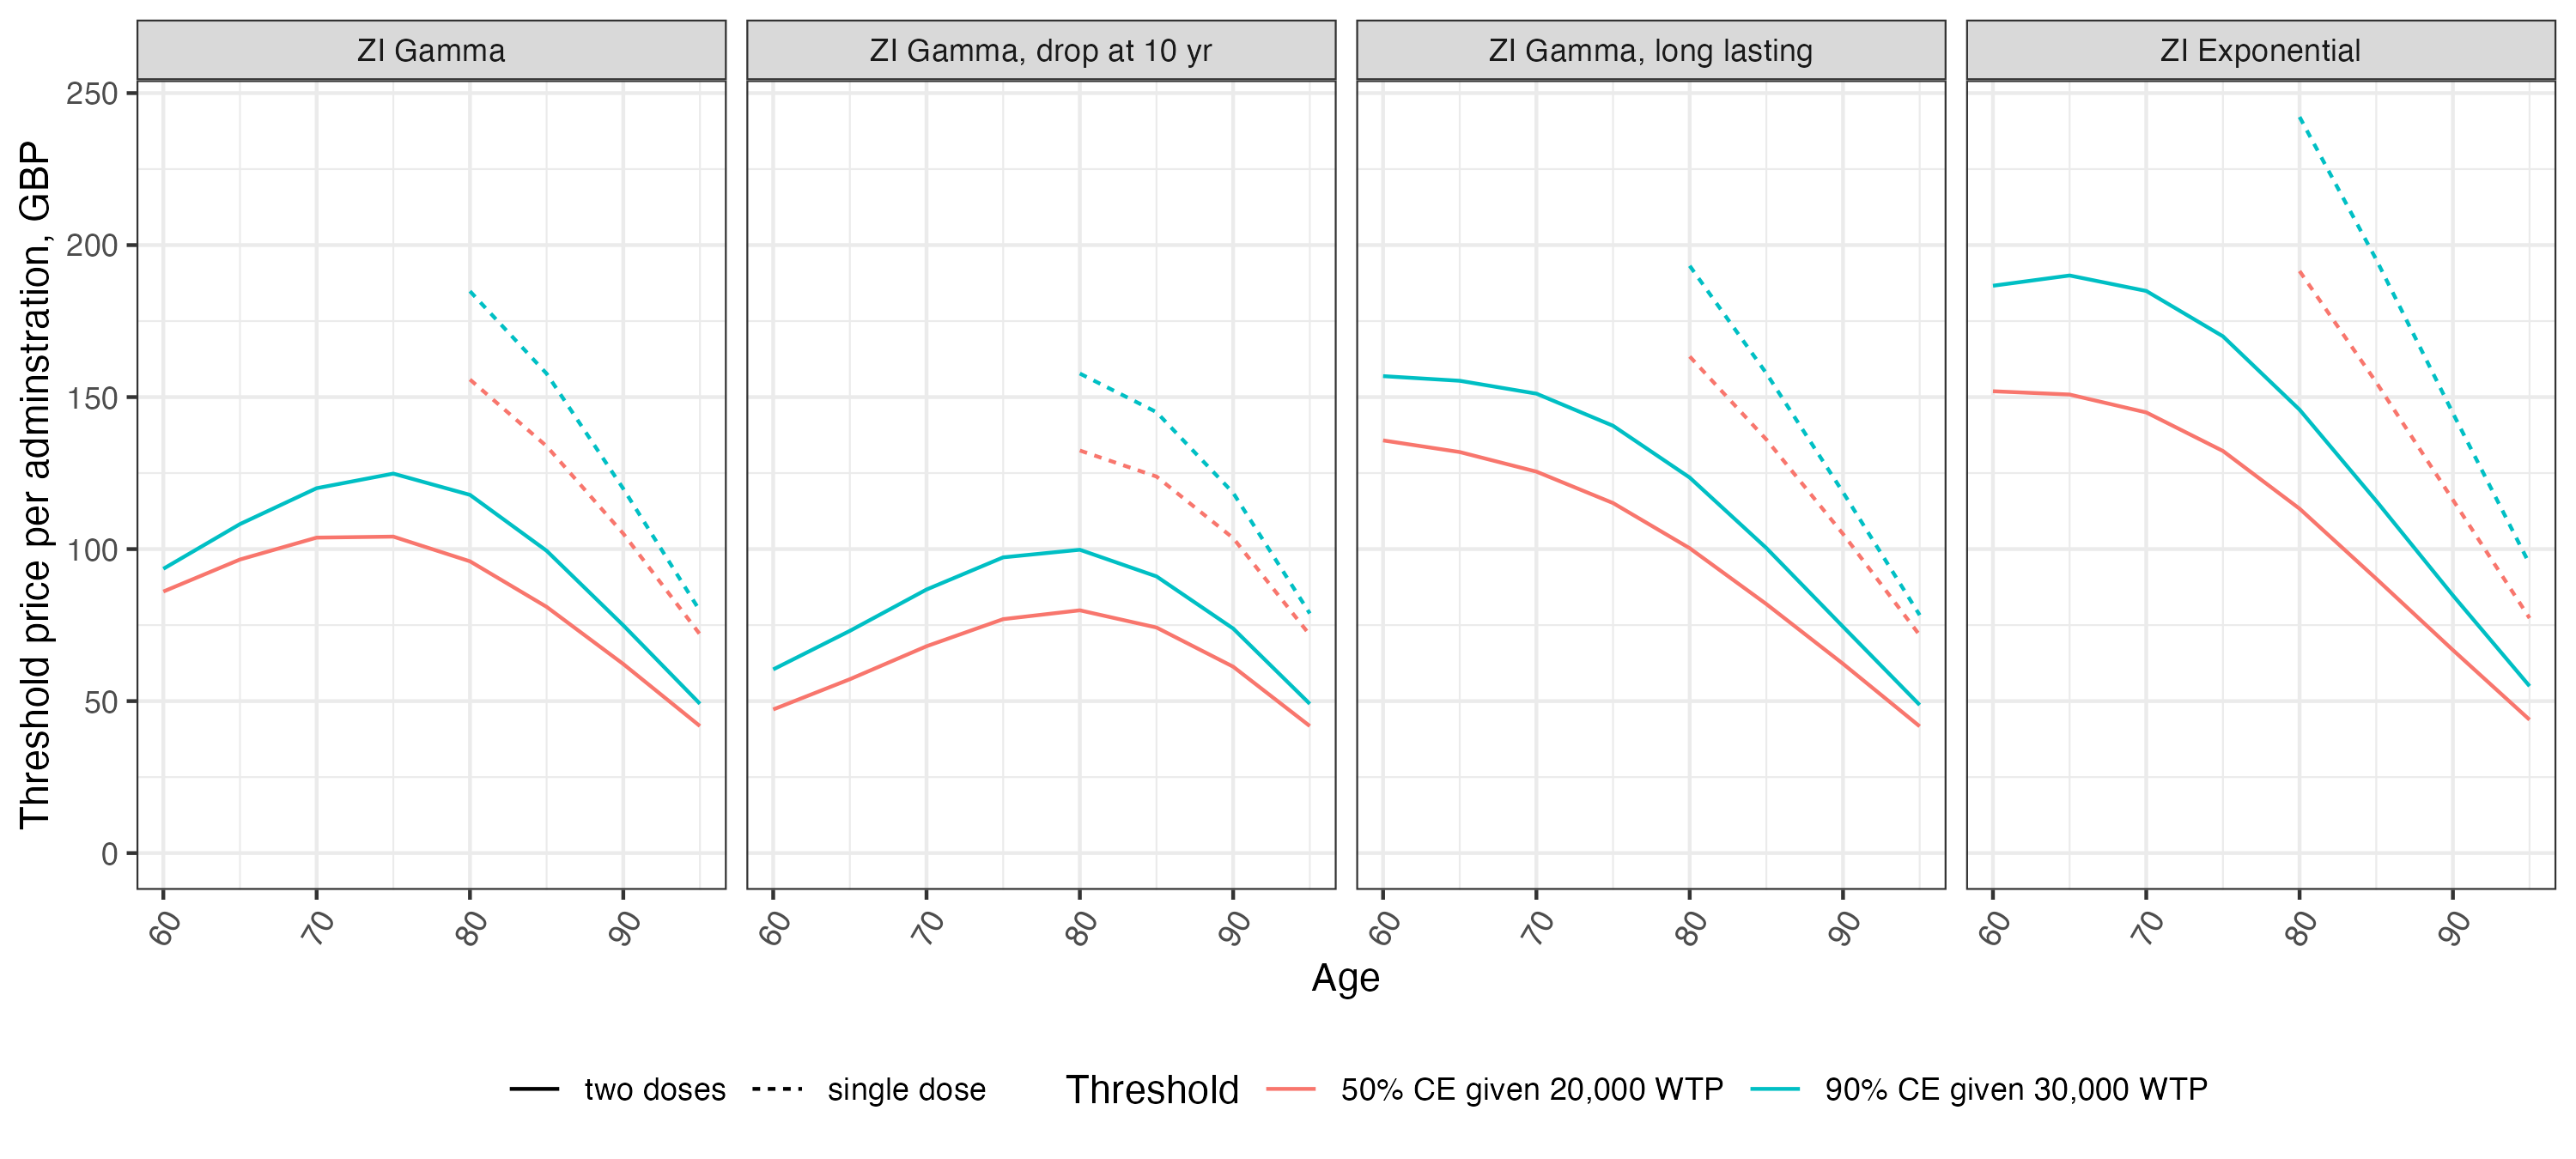 ZI Gamma
ZI Gamma, drop at 10 yr
ZI Gamma, long lasting
ZI Exponential
Threshold price per adminstration, GBP
250
200
150
100
50
0
60 70 80 90
60 70 80 90
60 70 80 90
60 70 80 90
Age
two doses single dose Threshold 50% CE given 20,000 WTP 90% CE given 30,000 WTP